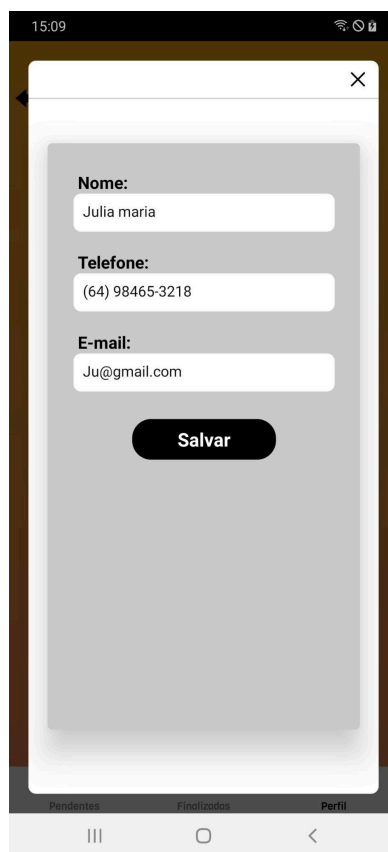 15:09
Nome:
Julia maria
Telefone:
(64) 98465-3218
E-mail:
Ju@gmail.com
Salvar
Pendentes Finalizados Perfil